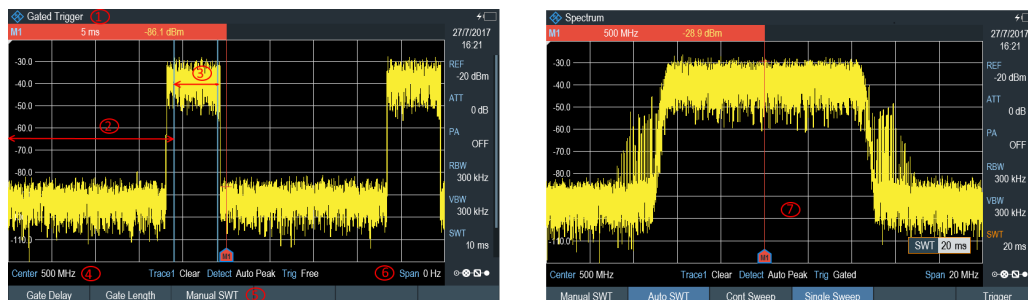 Gated Trigger ①
M1 5 ms -86.1 dBm
27/7/2017
16:21
-30.0
-40.0
-50.0
-60.0
-70.0
-80.0
-90.0
-110.0
②
③
REF
-20 dBm
ATT
0 dB
PA
OFF
RBW
300 kHz
VBW
300 kHz
SWT
10 ms
M1
Center 500 MHz ④ Trace1 Clear Detect Auto Peak Trig Free ⑥ Span 0 Hz
Gate Delay Gate Length Manual SWT ⑤
Spectrum
M1 500 MHz -28.9 dBm
27/7/2017
16:21
-30.0
-40.0
-50.0
-60.0
-70.0
-80.0
-90.0
⑦
REF
-20 dBm
ATT
0 dB
PA
OFF
RBW
300 kHz
VBW
300 kHz
SWT
20 ms
SWT 20 ms
M1
Center 500 MHz Trace1 Clear Detect Auto Peak Trig Gated Span 20 MHz
Manual SWT Auto SWT Cont Sweep Single Sweep Trigger